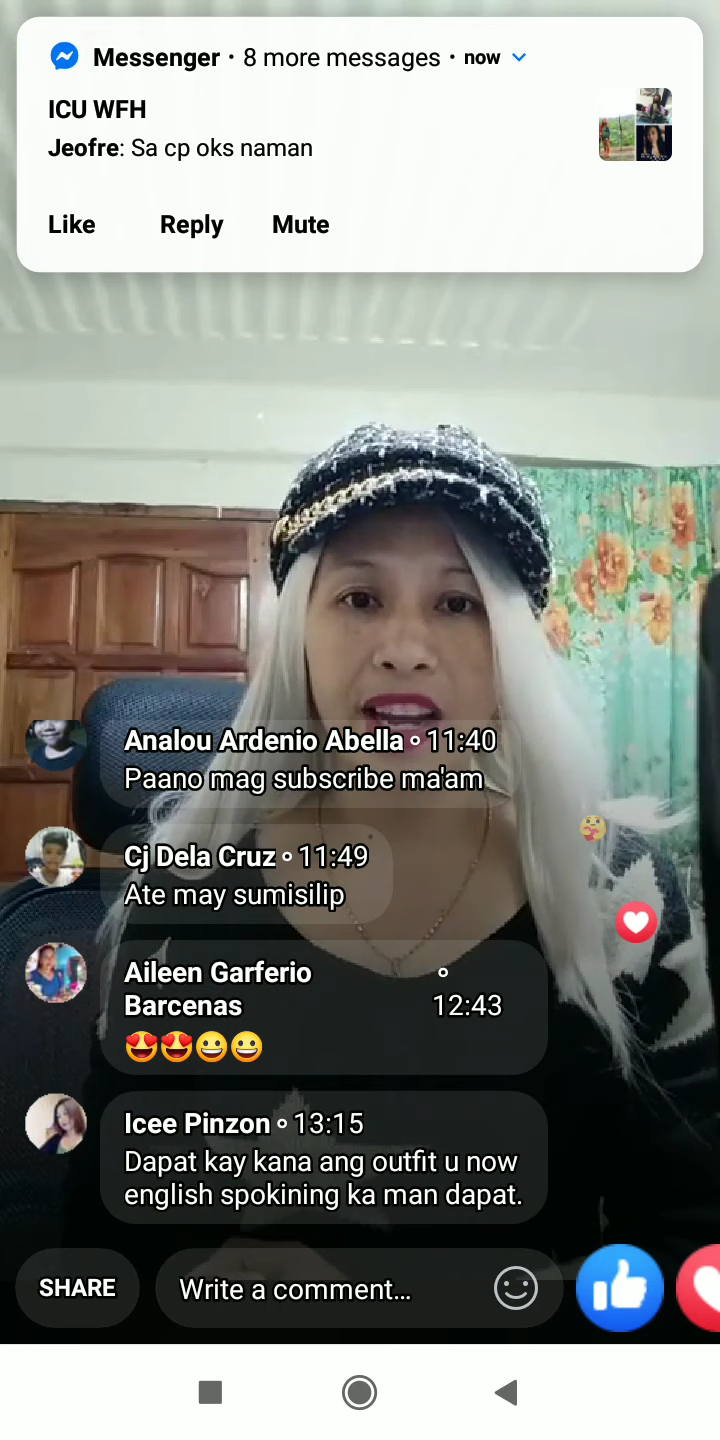 Messenger · 8 more messages · now
ICU WFH
Jeofre: Sa cp oks naman
Like Reply Mute
Analou Ardenio Abella 11:40
Paano mag subscribe ma'am
Cj Dela Cruz 11:49
Ate may sumisilip
Aileen Garferio
Barcenas 12:43
😍😍😀😀
Icee Pinzon 13:15
Dapat kay kana ang outfit u now
english spokining ka man dapat.
SHARE Write a comment...